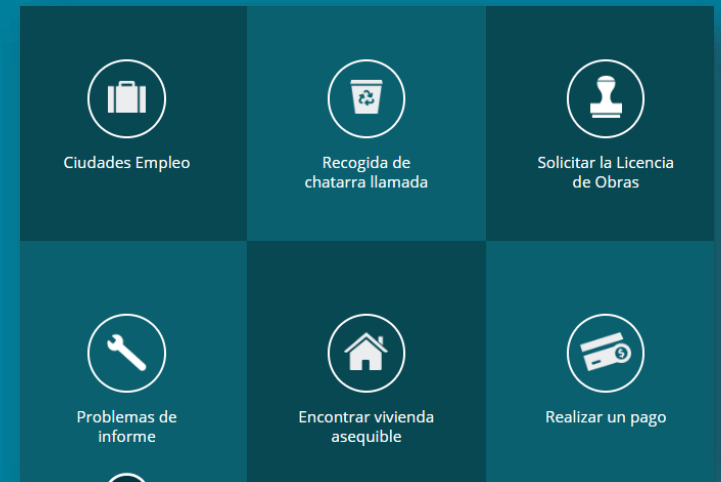 Ciudades Empleo
Recogida de
chatarra llamada
Solicitar la Licencia
de Obras
Problemas de
informe
Encontrar vivienda
asequible
Realizar un pago